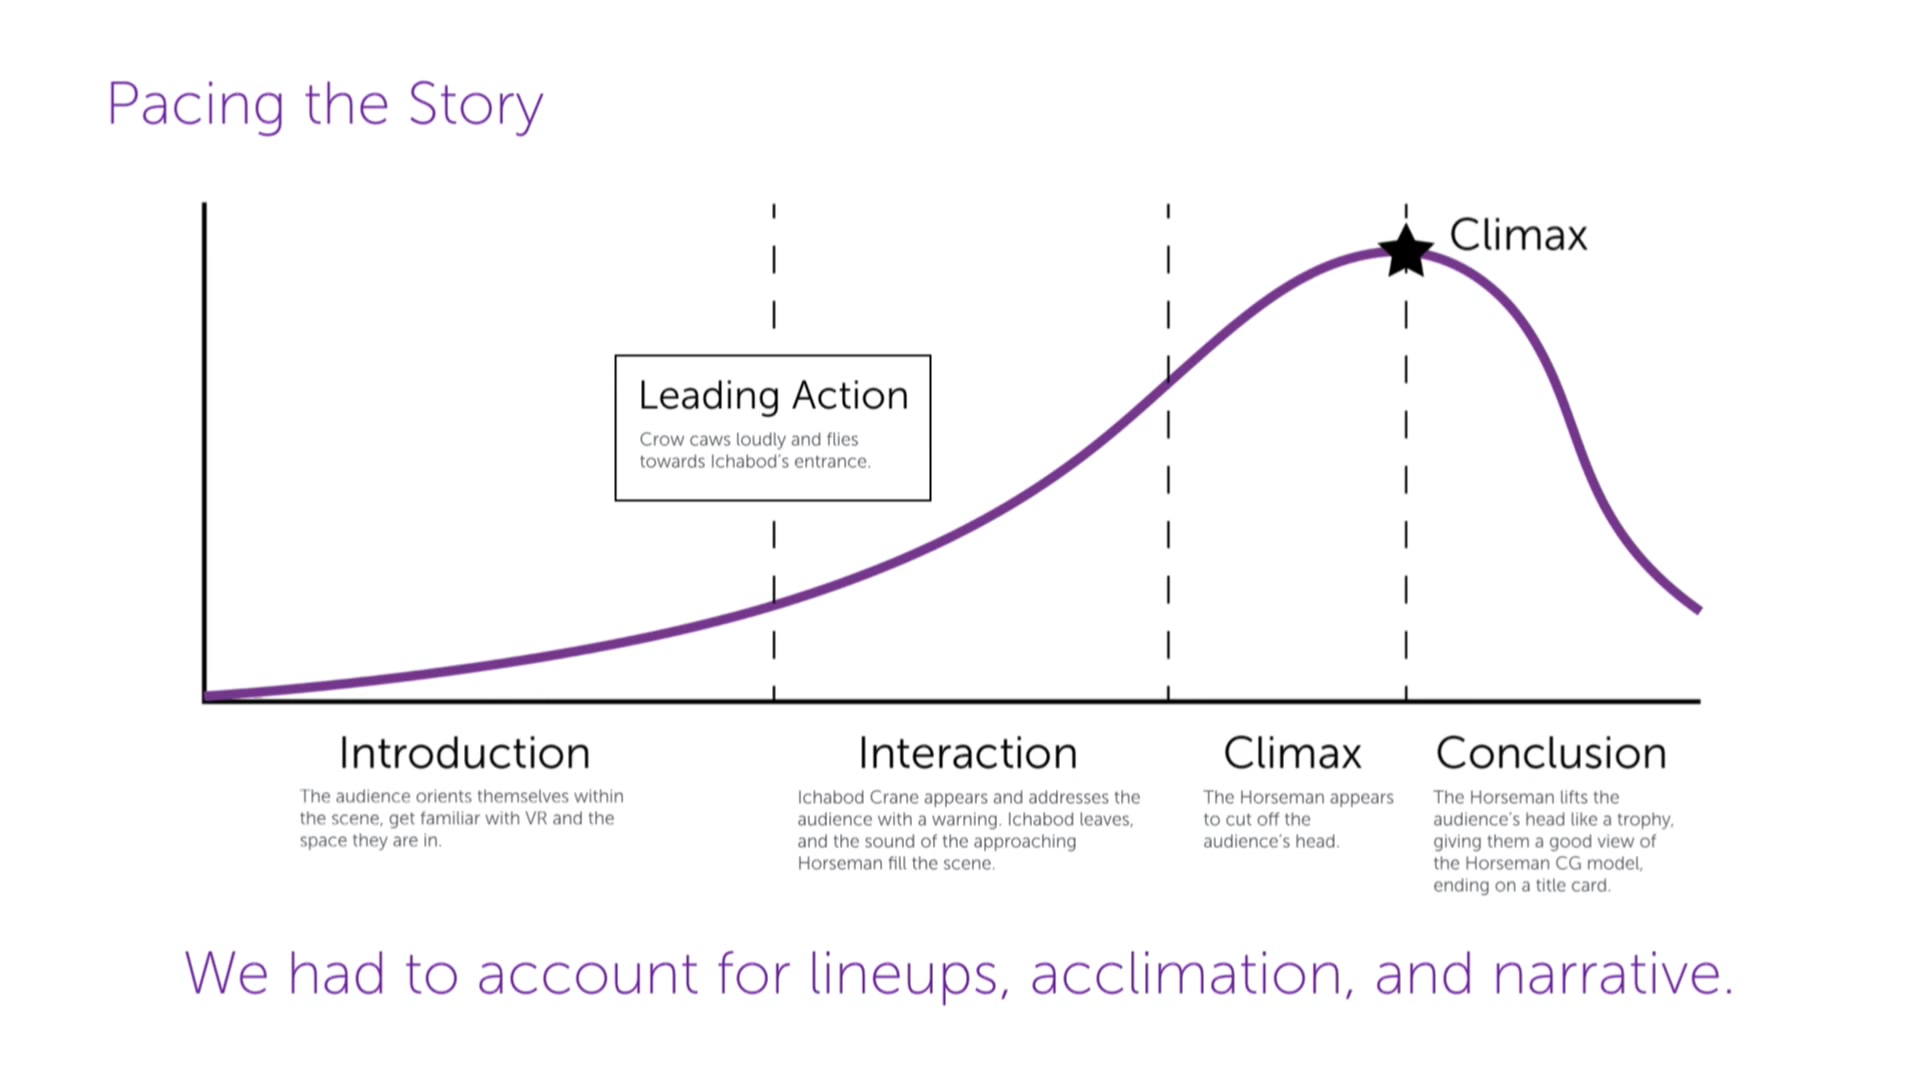 Pacing the Story
Climax
Leading Action
Crow caws loudly and flies
towards Ichabod's entrance.
Introduction
The audience orients themselves within
the scene, get familiar with VR and the
space they are in.
Interaction
Ichabod Crane appears and addresses the
audience with a warning. Ichabod leaves,
and the sound of the approaching
Horseman fill the scene.
Climax
The Horseman appears
to cut off the
audience's head.
Conclusion
The Horseman lifts the
audience's head like a trophy,
giving them a good view of
the Horseman CG model,
ending on a title card.
We had to account for lineups, acclimation, and narrative.